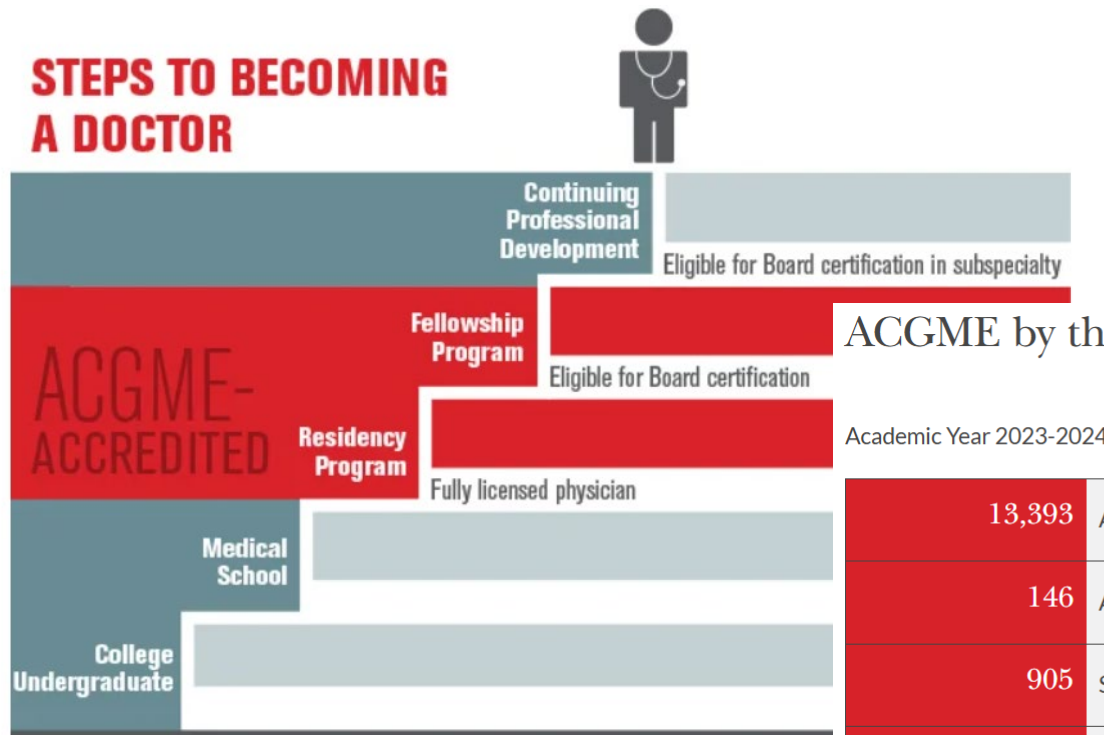 STEPS TO BECOMING
A DOCTOR
Continuing
Professional
Development
Eligible for Board certification in subspecialty
Fellowship
Program
Eligible for Board certification
ACGME-
ACCREDITED
Residency
Program
Fully licensed physician
Medical
School
College
Undergraduate
ACGME by
Academic Year 2023-2024
13,393
146
905